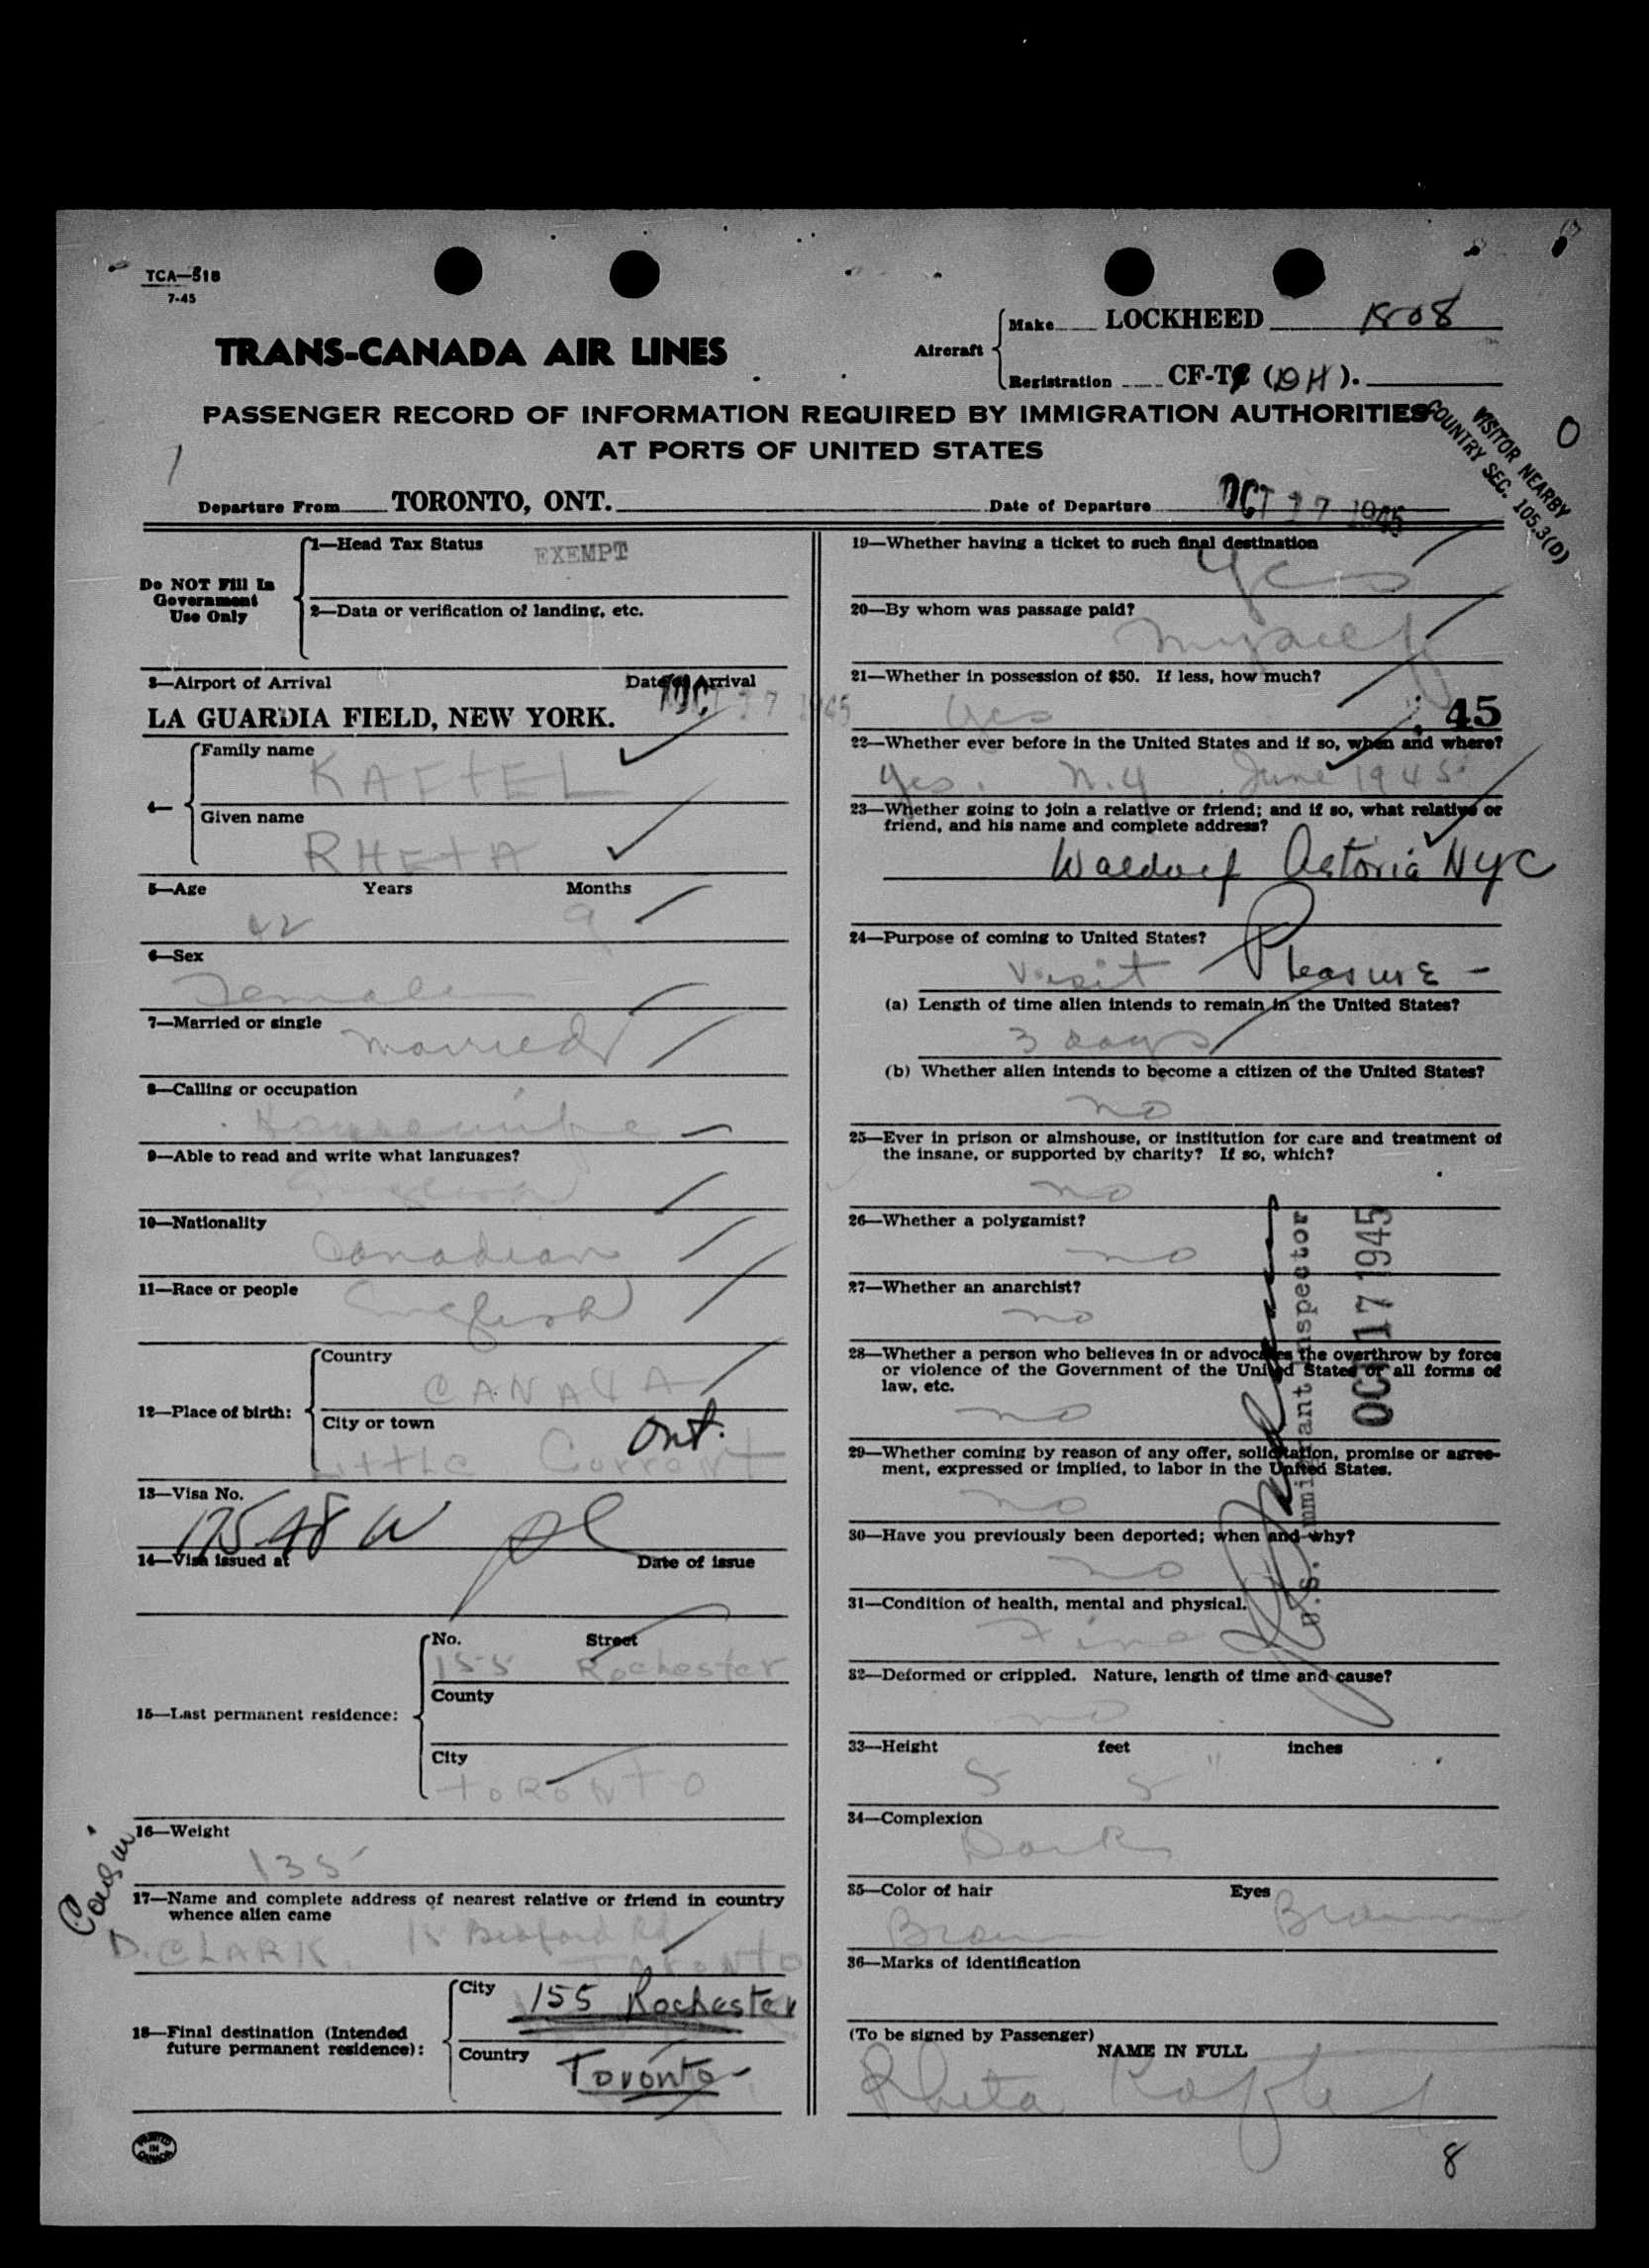 TCA—518
7-45
TRANS-CANADA AIR LINES
Aircraft
Make LOCKHEED 1808
Registration CF-TC (DH).
PASSENGER RECORD OF INFORMATION REQUIRED BY IMMIGRATION AUTHORITIES
AT PORTS OF UNITED STATES
VISITOR NEARBY
COUNTRY SEC. 105.3(D)
0
1
Departure From TORONTO, ONT. Date of Departure OCT 17 1945
Do NOT Fill In
Government
Use Only
1—Head Tax Status EXEMPT
2—Data or verification of landing, etc.
3—Airport of Arrival Date of Arrival
OCT 17 1945
LA GUARDIA FIELD, NEW YORK.
4—
Family name
KAFTEL
Given name
RHETA
5—Age Years Months
42 9
6—Sex
Female
7—Married or single
married
8—Calling or occupation
Housewife
9—Able to read and write what languages?
English
10—Nationality
Canadian
11—Race or people
English
12—Place of birth:
Country
CANADA
City or town
Ont.
Little Current
13—Visa No.
17548 W
14—Visa issued at Date of issue
15—Last permanent residence:
No. Street
155 Rochester
County
City
TORONTO
16—Weight
135
Cousin
17—Name and complete address of nearest relative or friend in country
whence alien came
D. CLARK. Bedford Rd
TORONTO
18—Final destination (Intended
future permanent residence):
City 155 Rochester
Country Toronto
PRINTED
IN
CANADA
19—Whether having a ticket to such final destination
yes
20—By whom was passage paid?
myself
21—Whether in possession of $50. If less, how much?
yes
45
22—Whether ever before in the United States and if so, when and where?
yes. N.Y June 1945
23—Whether going to join a relative or friend; and if so, what relative or
friend, and his name and complete address?
Waldorf Astoria NYC
24—Purpose of coming to United States?
Visit Pleasure -
(a) Length of time alien intends to remain in the United States?
3 days
(b) Whether alien intends to become a citizen of the United States?
no
25—Ever in prison or almshouse, or institution for care and treatment of
the insane, or supported by charity? If so, which?
no
26—Whether a polygamist?
no
27—Whether an anarchist?
no
28—Whether a person who believes in or advocates the overthrow by force
or violence of the Government of the United States or all forms of
law, etc.
no
29—Whether coming by reason of any offer, solicitation, promise or agree-
ment, expressed or implied, to labor in the United States.
no
30—Have you previously been deported; when and why?
no
31—Condition of health, mental and physical.
Fine
32—Deformed or crippled. Nature, length of time and cause?
no
U.S. Immigrant Inspector
OCT 17 1945
33—Height feet inches
5 5"
34—Complexion
Dark
35—Color of hair Eyes
Brown Brown
36—Marks of identification
(To be signed by Passenger)
NAME IN FULL
Rheta Kaftel
8